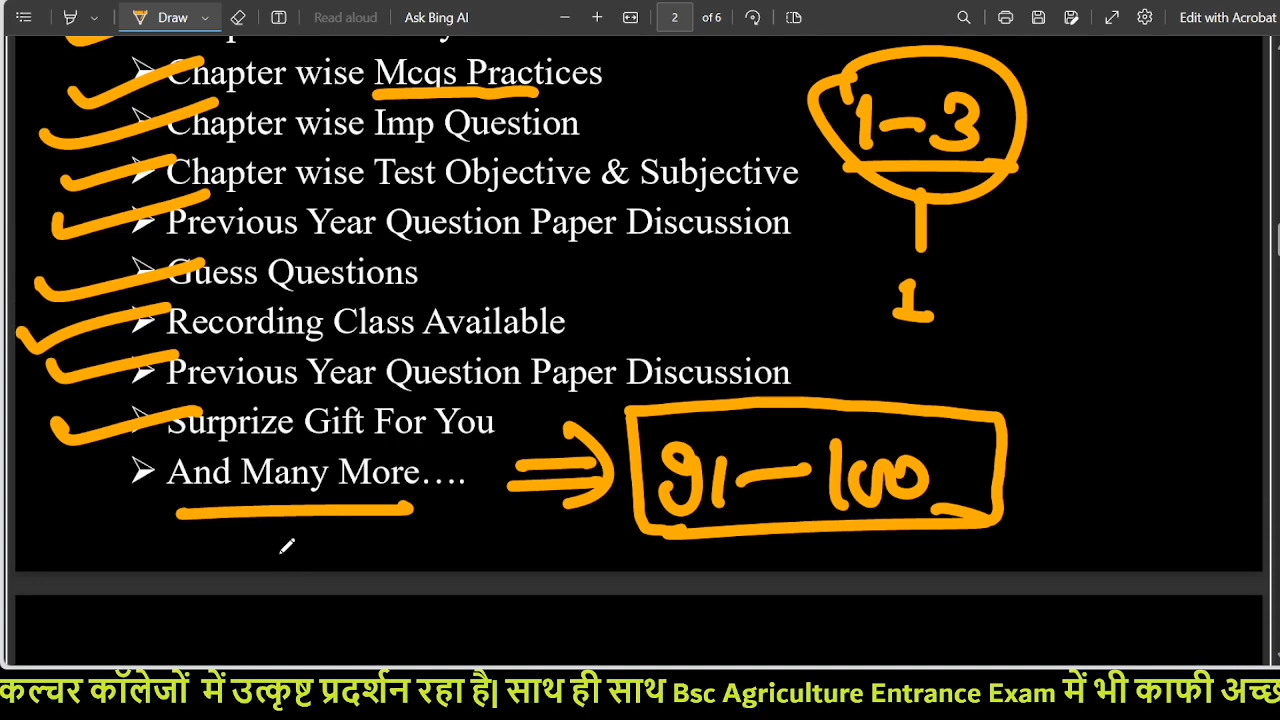 Draw
Read aloud
Ask Bing AI
2
of 6
Edit with Acrobat
Chapter wise Mcqs Practices
Chapter wise Imp Question
Chapter wise Test Objective & Subjective
Previous Year Question Paper Discussion
Guess Questions
Recording Class Available
Previous Year Question Paper Discussion
Surprize Gift For You
And Many More….
1-3
1
91-100
कल्चर कॉलेजों में उत्कृष्ट प्रदर्शन रहा है| साथ ही साथ Bsc Agriculture Entrance Exam में भी काफी अच्छ